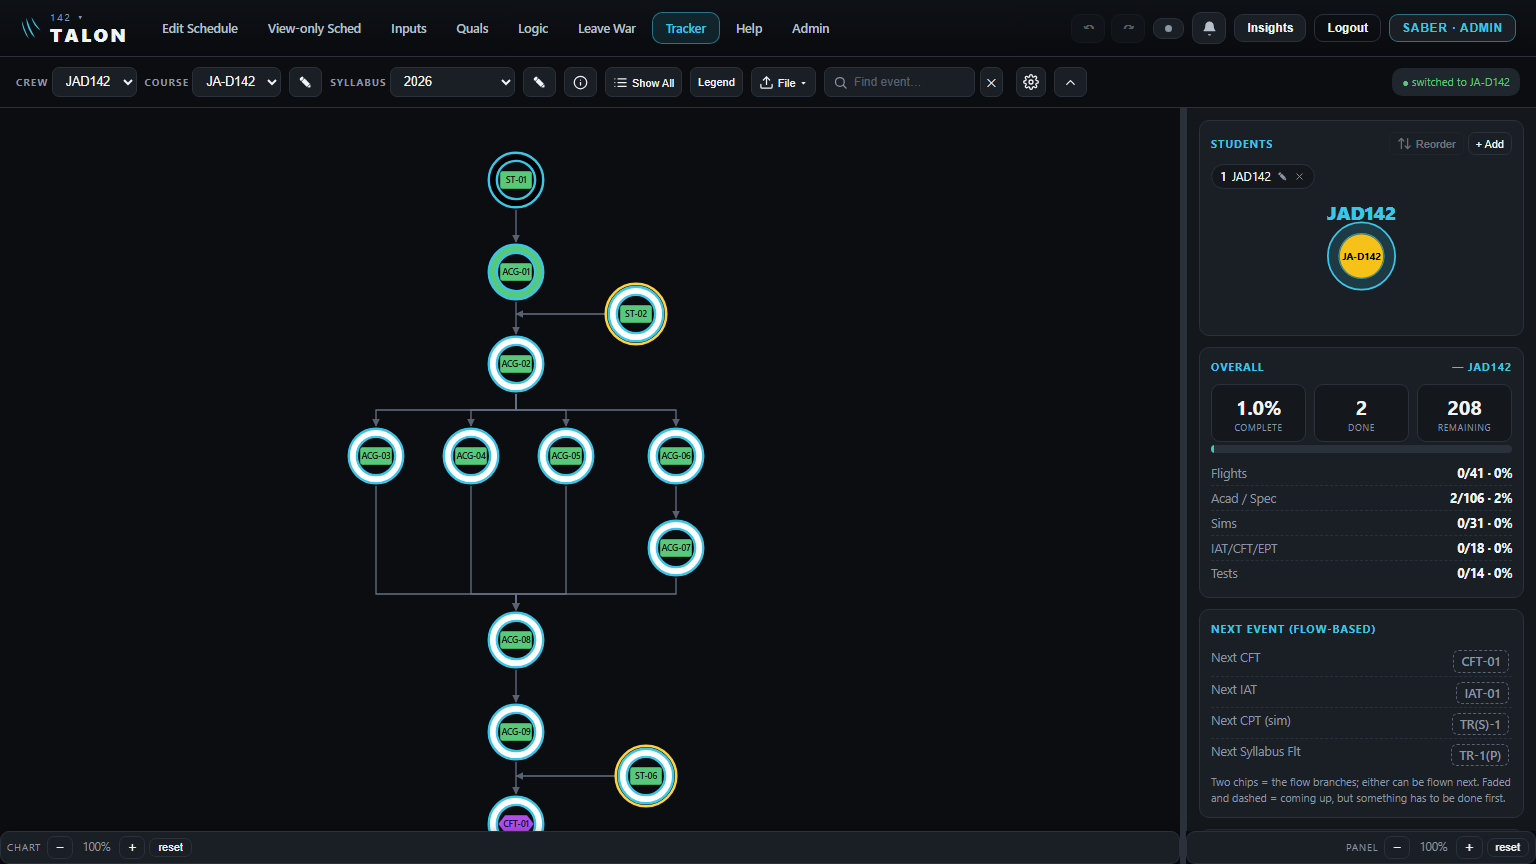 142
TALON
Edit Schedule
View-only Sched
Inputs
Quals
Logic
Leave War
Tracker
Help
Admin
Insights
Logout
SABER · ADMIN
CREW
JAD142
COURSE
JA-D142
SYLLABUS
2026
Show All
Legend
File
Find event...
switched to JA-D142
ST-01
ACG-01
ST-02
ACG-02
ACG-03
ACG-04
ACG-05
ACG-06
ACG-07
ACG-08
ACG-09
ST-06
CFT-01
STUDENTS
Reorder
+ Add
1 JAD142
JAD142
JA-D142
OVERALL
— JAD142
1.0%
COMPLETE
2
DONE
208
REMAINING
Flights
0/41 · 0%
Acad / Spec
2/106 · 2%
Sims
0/31 · 0%
IAT/CFT/EPT
0/18 · 0%
Tests
0/14 · 0%
NEXT EVENT (FLOW-BASED)
Next CFT
CFT-01
Next IAT
IAT-01
Next CPT (sim)
TR(S)-1
Next Syllabus Flt
TR-1(P)
Two chips = the flow branches; either can be flown next. Faded
and dashed = coming up, but something has to be done first.
CHART
−
100%
+
reset
PANEL
−
100%
+
reset